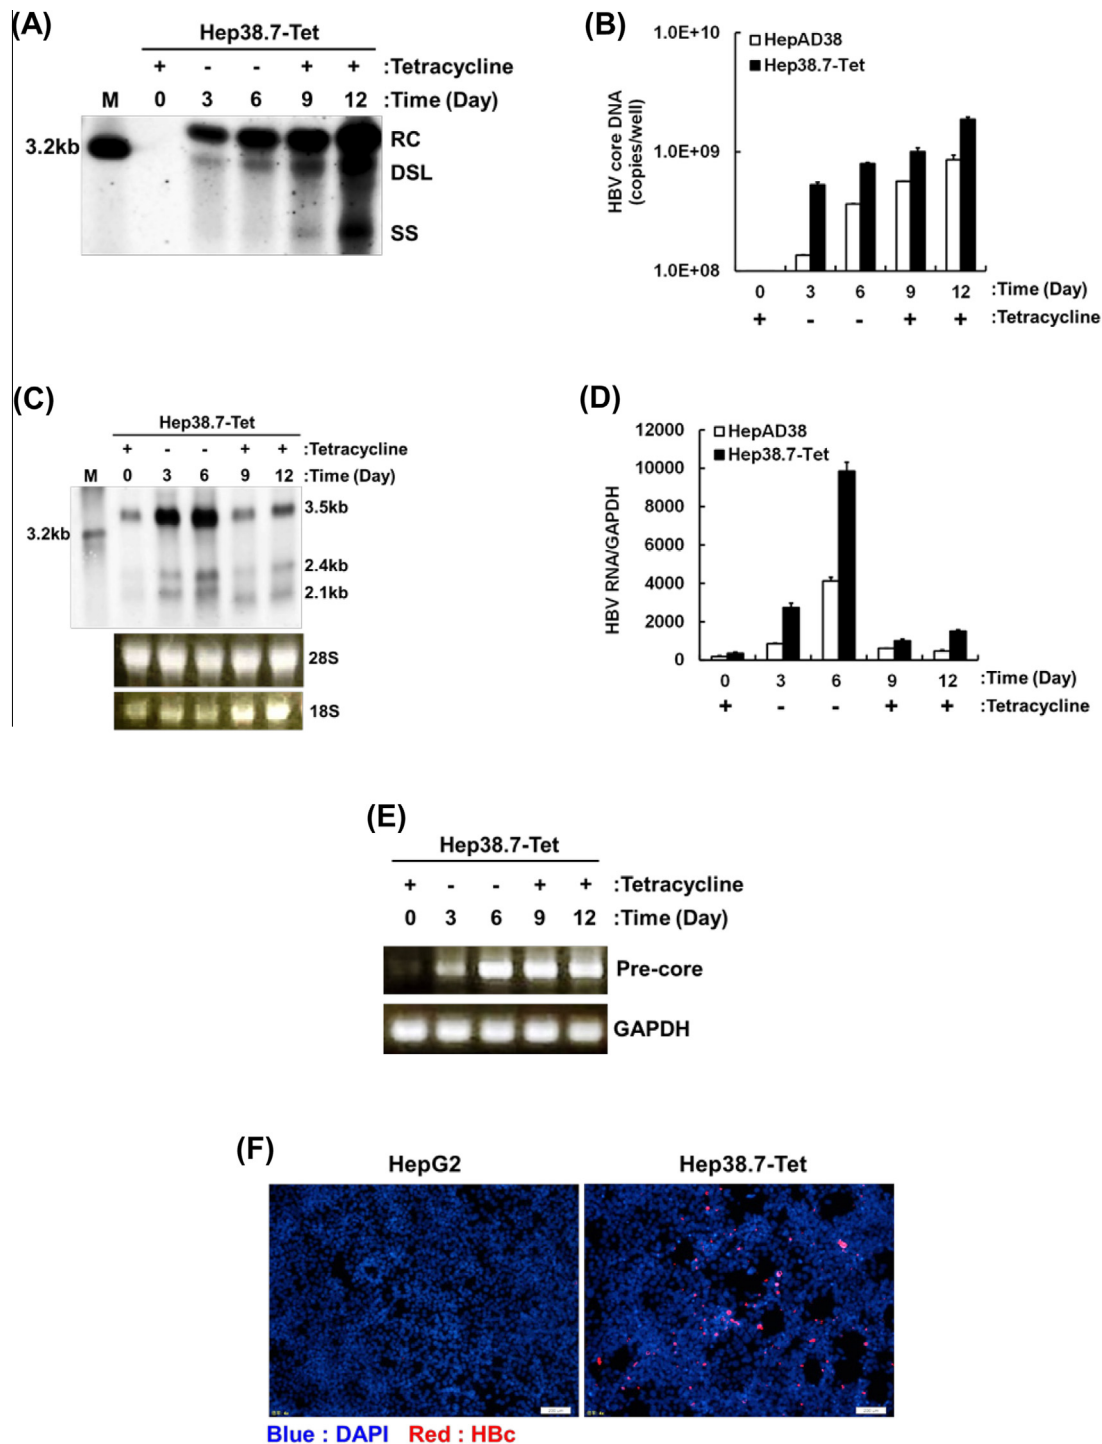 (A)
Hep38.7-Tet
+ - - + + :Tetracycline
M 0 3 6 9 12 :Time (Day)
3.2kb
RC
DSL
SS
(B)
HBV core DNA
(copies/well)
1.0E+10
1.0E+09
1.0E+08
HepAD38
Hep38.7-Tet
0 3 6 9 12 :Time (Day)
+ - - + + :Tetracycline
(C)
Hep38.7-Tet
+ - - + + :Tetracycline
M 0 3 6 9 12 :Time (Day)
3.2kb
3.5kb
2.4kb
2.1kb
28S
18S
(D)
HBV RNA/GAPDH
12000
10000
8000
6000
4000
2000
0
HepAD38
Hep38.7-Tet
0 3 6 9 12 :Time (Day)
+ - - + + :Tetracycline
(E)
Hep38.7-Tet
+ - - + + :Tetracycline
0 3 6 9 12 :Time (Day)
Pre-core
GAPDH
(F)
HepG2 Hep38.7-Tet
Blue : DAPI Red : HBc